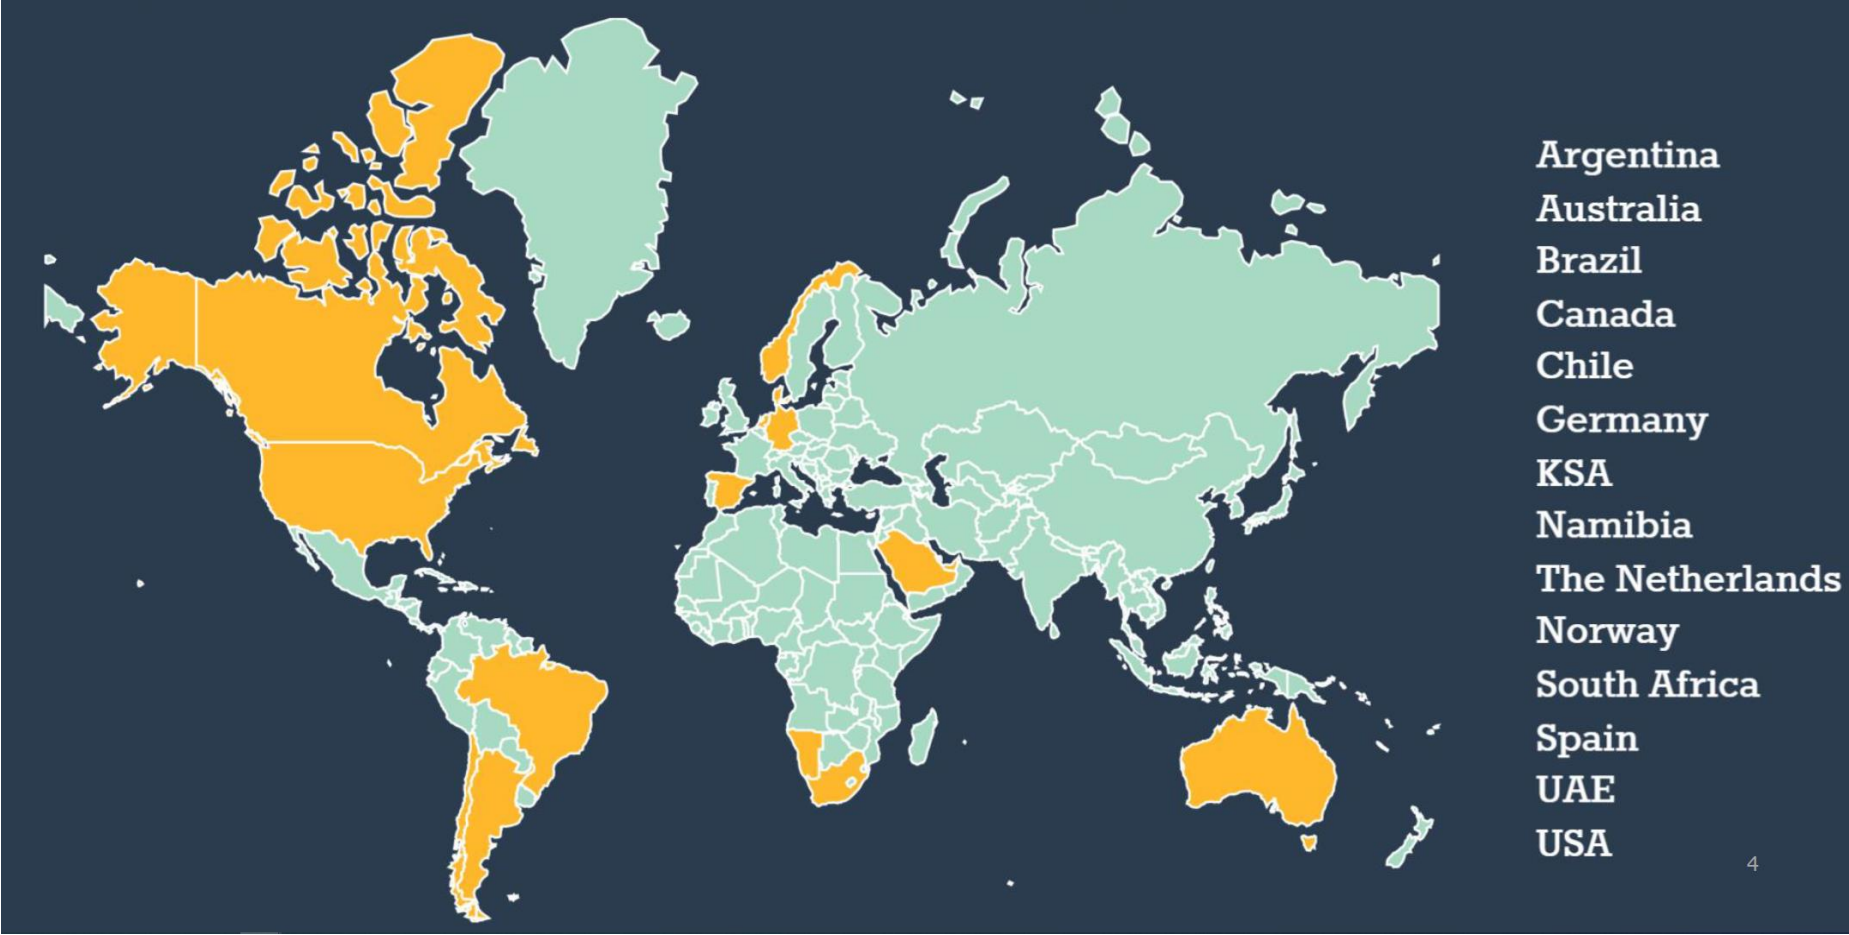 Argentina
Australia
Brazil
Canada
Chile
Germany
KSA
Namibia
The Netherlands
Norway
South Africa
Spain
UAE
USA
4